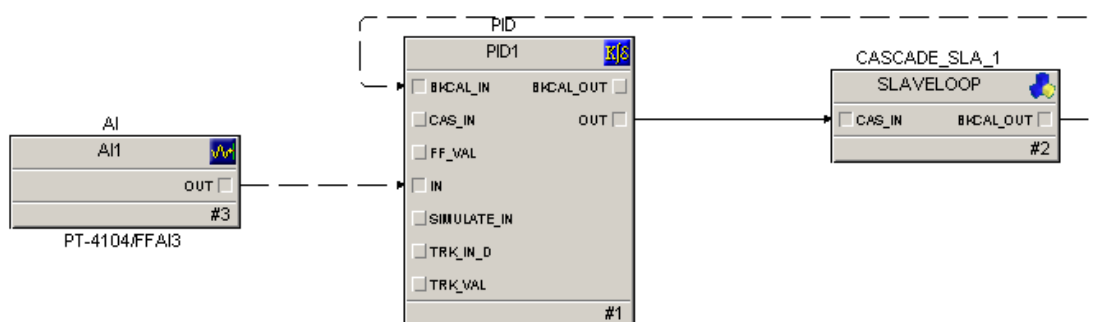 AI
AI1
OUT
#3
PT-4104/FFAI3
PID
PID1
BKCAL_IN BKCAL_OUT
CAS_IN OUT
FF_VAL
IN
SIMULATE_IN
TRK_IN_D
TRK_VAL
#1
CASCADE_SLA_1
SLAVELOOP
CAS_IN BKCAL_OUT
#2